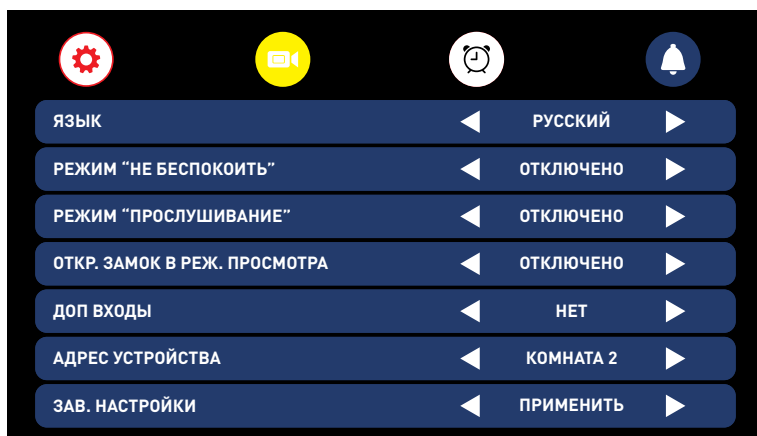 ЯЗЫК РУССКИЙ
РЕЖИМ “НЕ БЕСПОКОИТЬ” ОТКЛЮЧЕНО
РЕЖИМ “ПРОСЛУШИВАНИЕ” ОТКЛЮЧЕНО
ОТКР. ЗАМОК В РЕЖ. ПРОСМОТРА ОТКЛЮЧЕНО
ДОП ВХОДЫ НЕТ
АДРЕС УСТРОЙСТВА КОМНАТА 2
ЗАВ. НАСТРОЙКИ ПРИМЕНИТЬ